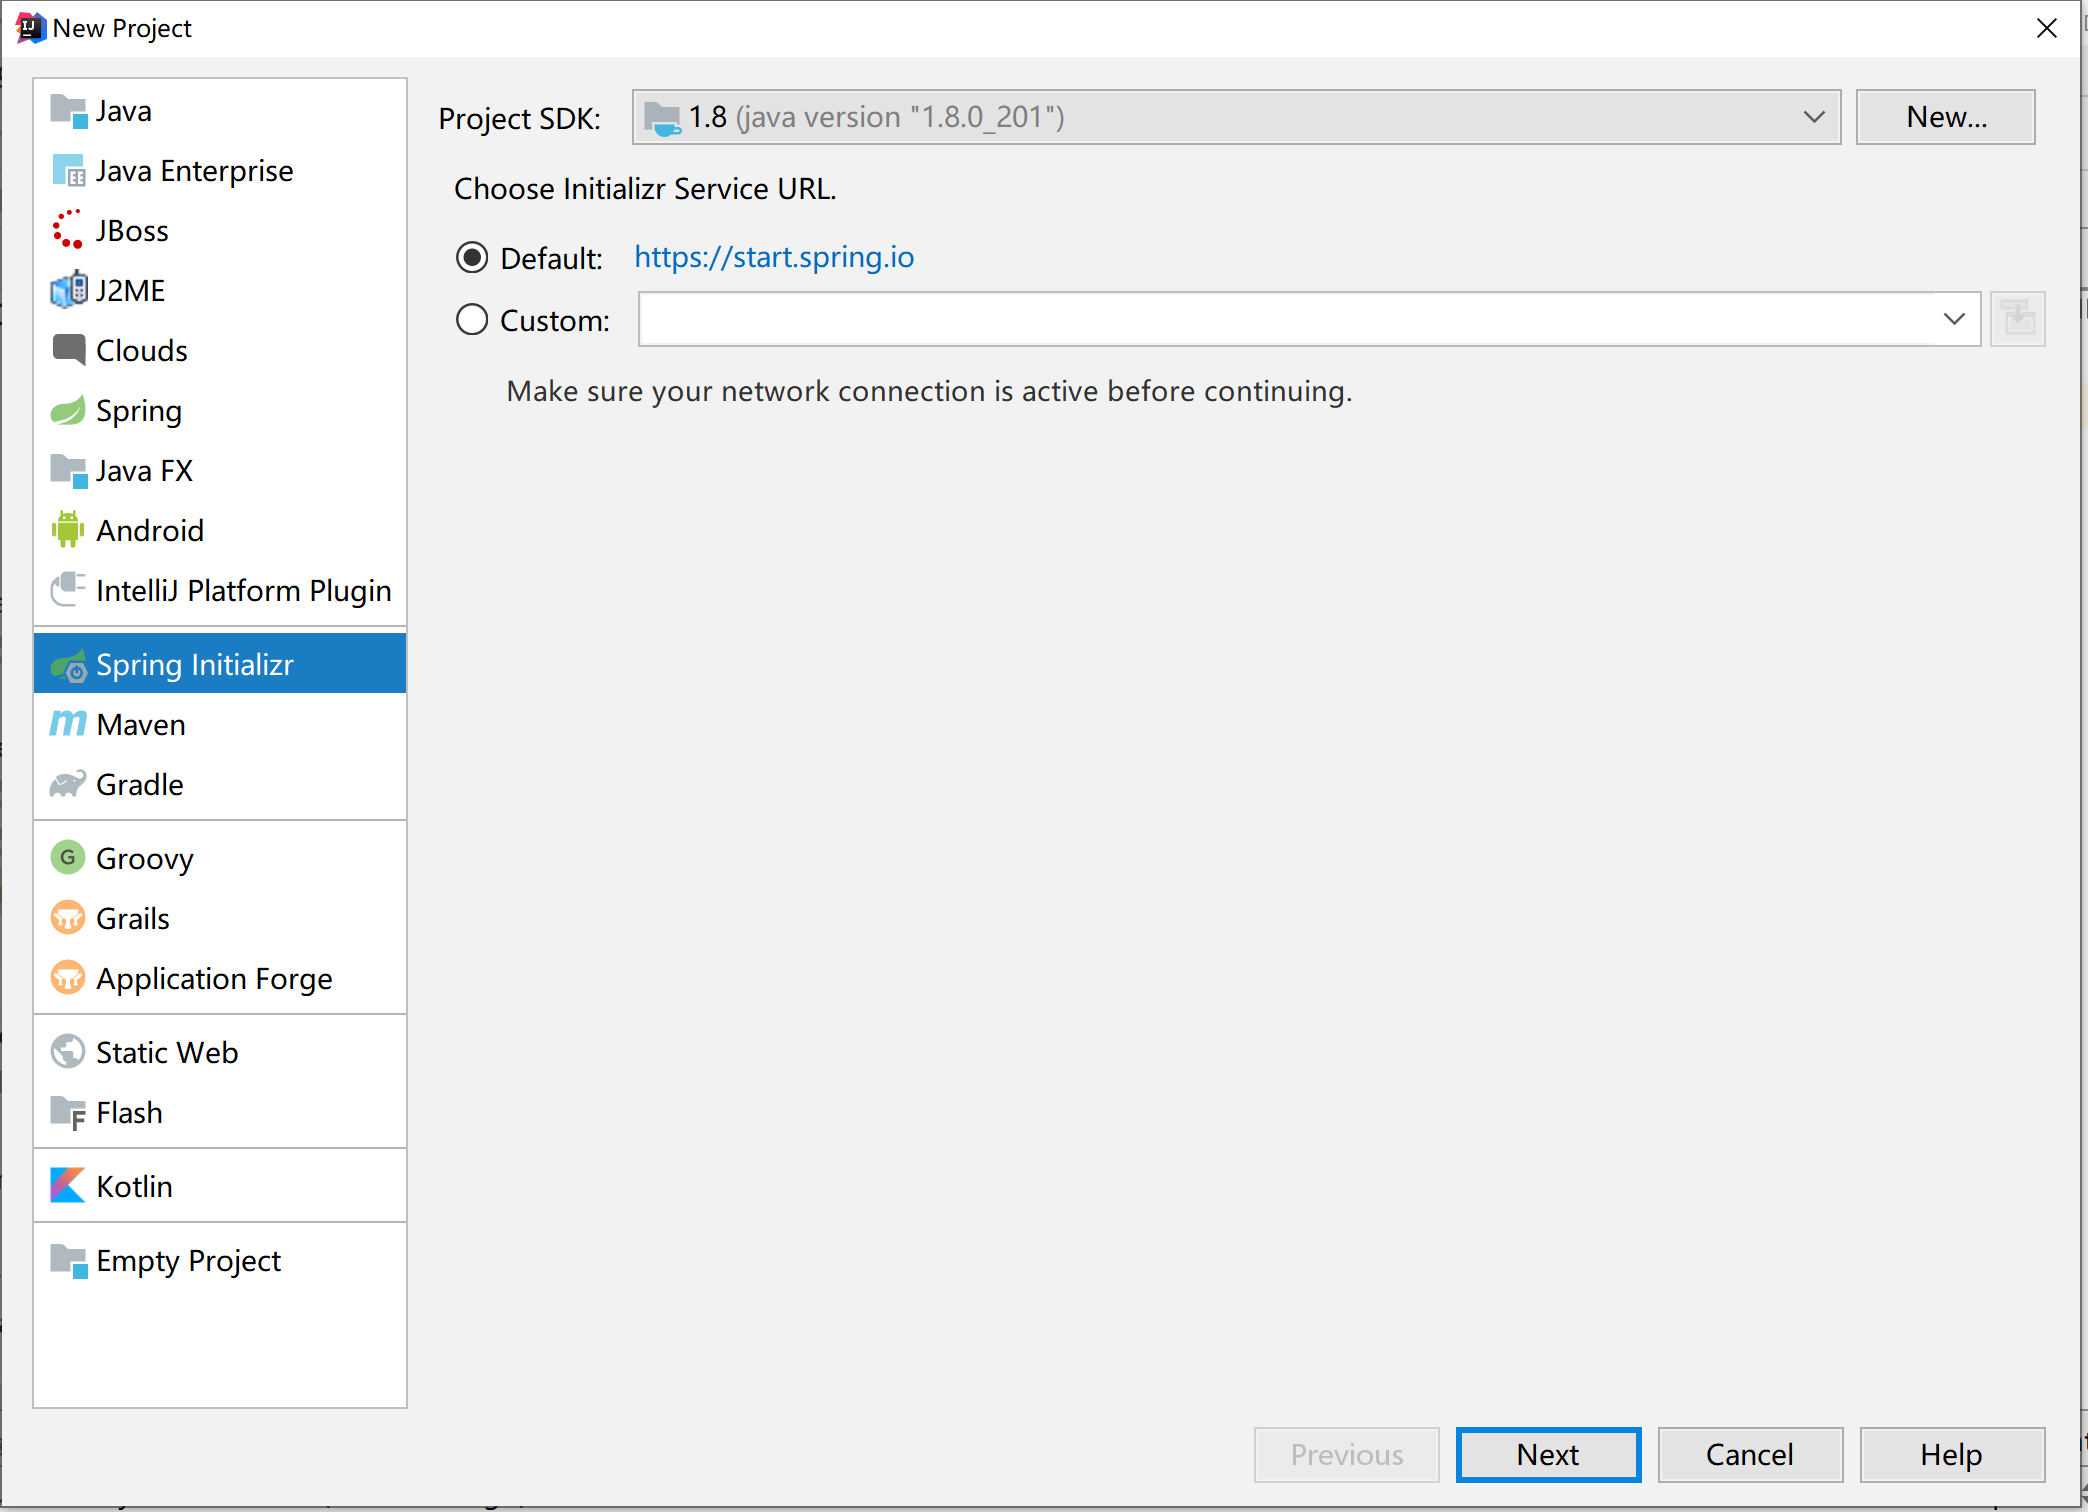 New Project
Java
Java Enterprise
JBoss
J2ME
Clouds
Spring
Java FX
Android
IntelliJ Platform Plugin
Spring Initializr
Maven
Gradle
Groovy
Grails
Application Forge
Static Web
Flash
Kotlin
Empty Project
Project SDK: 1.8 (java version "1.8.0_201") New...
Choose Initializr Service URL.
Default: https://start.spring.io
Custom:
Make sure your network connection is active before continuing.
Previous Next Cancel Help